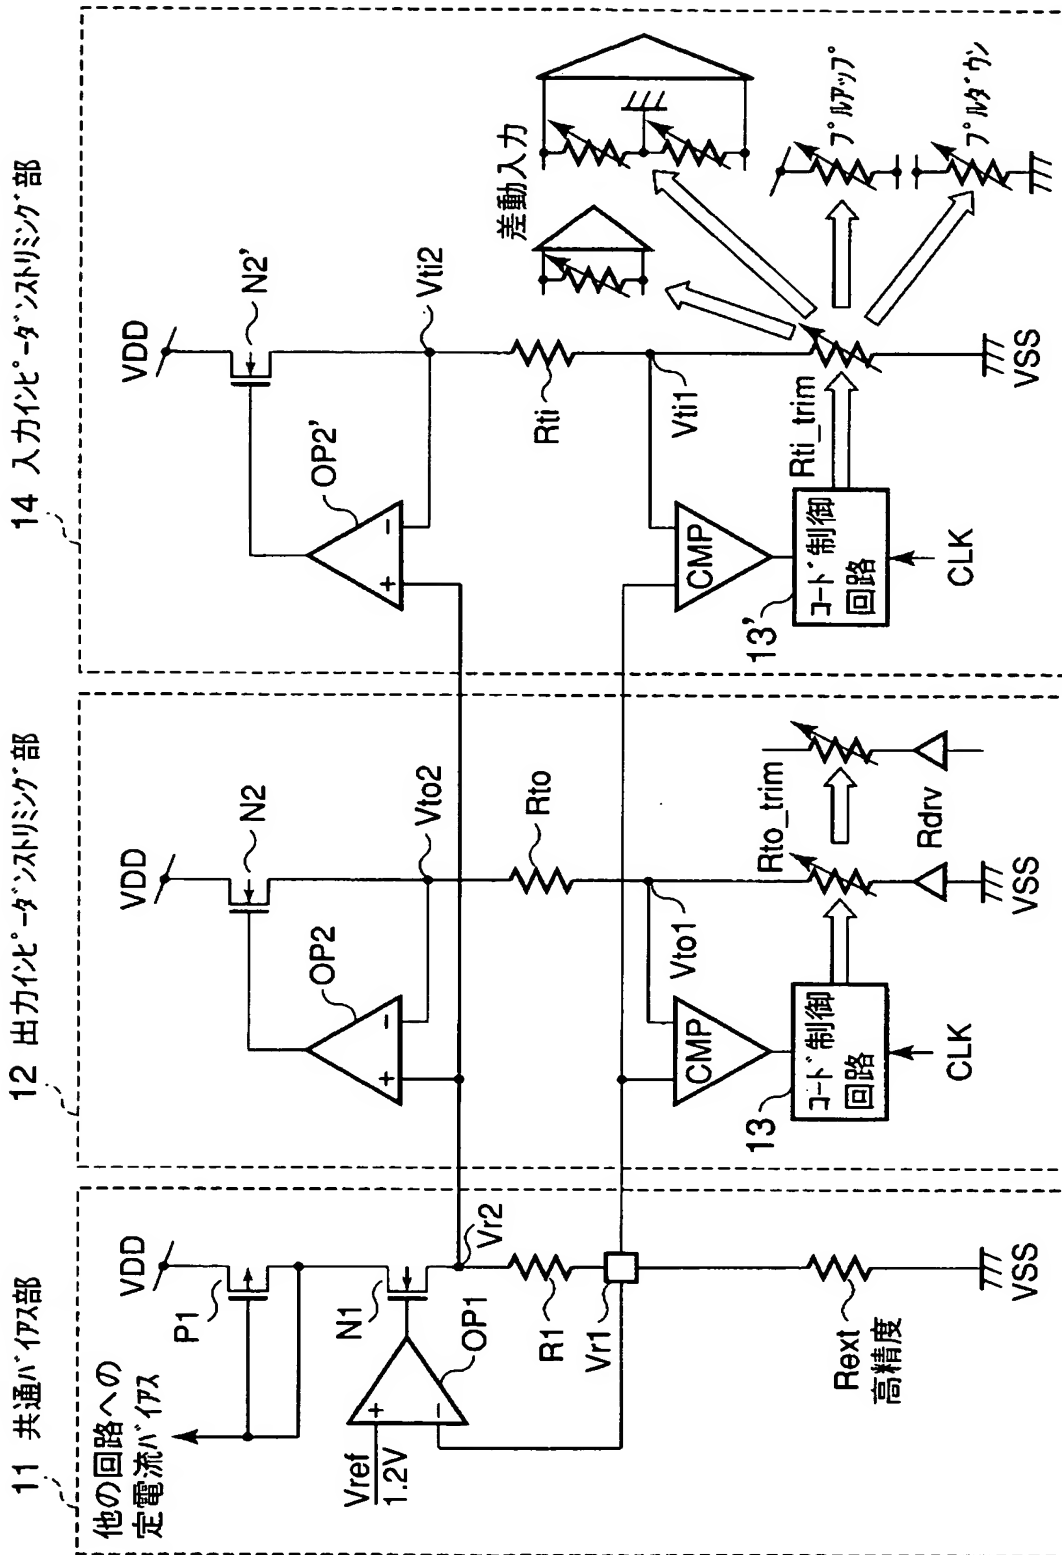 11 共通バイアス部
他の回路への
定電流バイアス
VDD
P1
N1
Vref
1.2V
OP1
+
-
Vr2
R1
Vr1
Rext
高精度
VSS
12 出力インピーダンストリミング部
VDD
N2
OP2
+
-
Vto2
Rto
Vto1
CMP
13
コード制御
回路
CLK
Rto_trim
Rdrv
VSS
14 入力インピーダンストリミング部
VDD
N2'
OP2'
+
-
Vti2
Rti
Vti1
CMP
13'
コード制御
回路
CLK
Rti_trim
VSS
差動入力
プルアップ
プルダウン